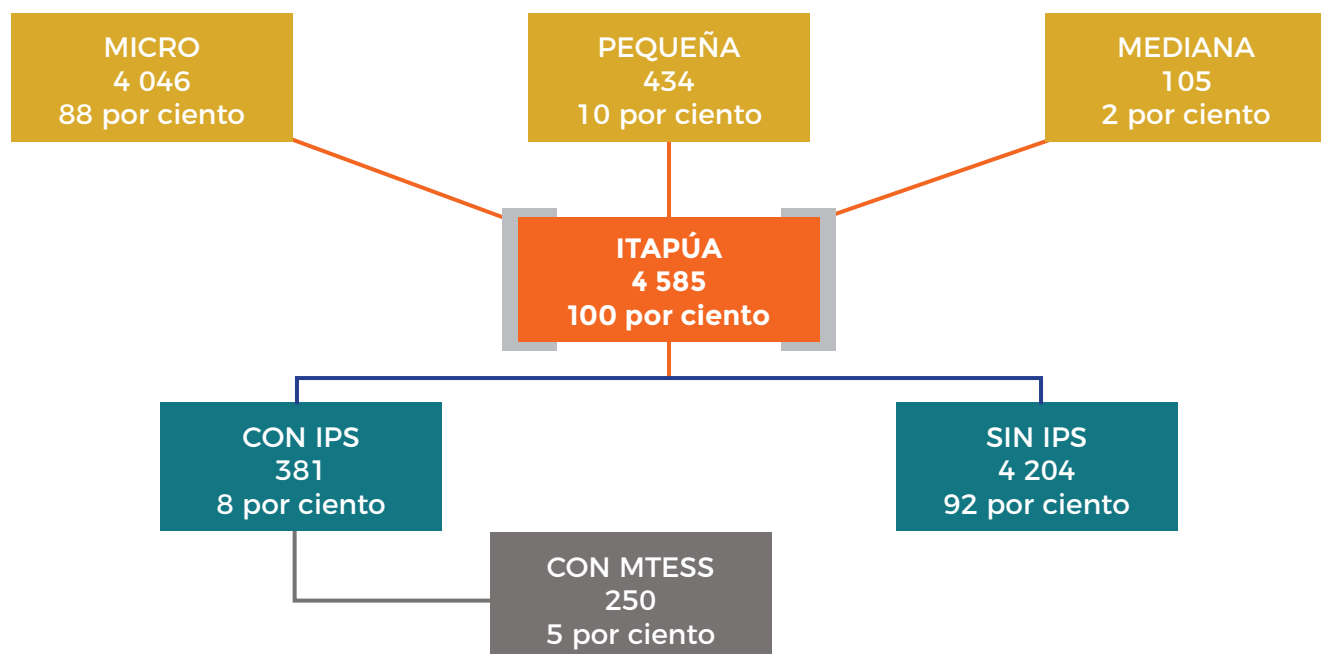 MICRO
4 046
88 por ciento
PEQUEÑA
434
10 por ciento
MEDIANA
105
2 por ciento
ITAPÚA
4 585
100 por ciento
CON IPS
381
8 por ciento
SIN IPS
4 204
92 por ciento
CON MTESS
250
5 por ciento